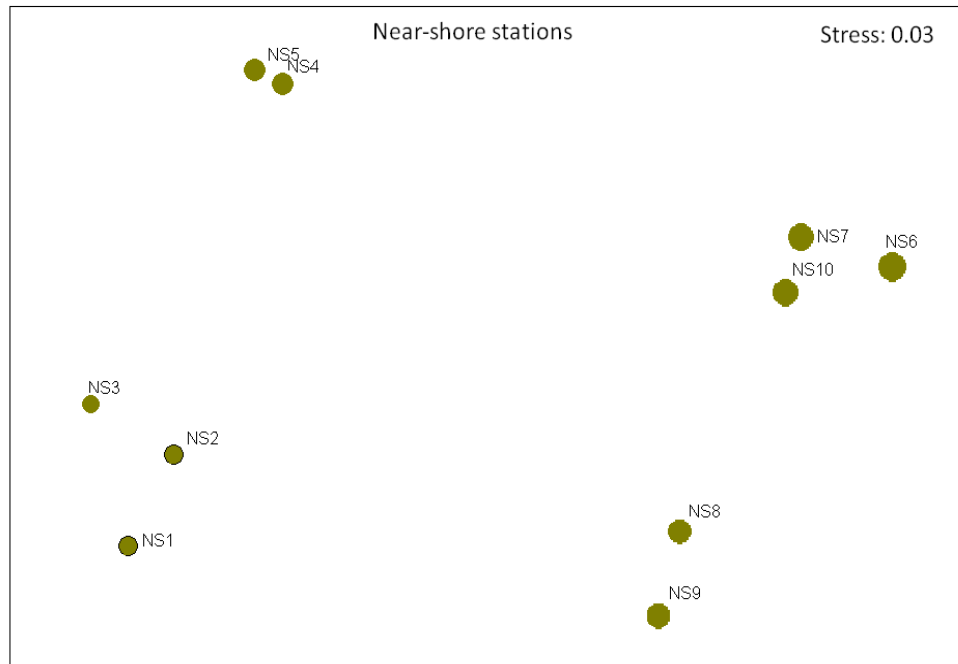 Near-shore stations
Stress: 0.03
NS5
NS4
NS7
NS6
NS10
NS3
NS2
NS8
NS1
NS9